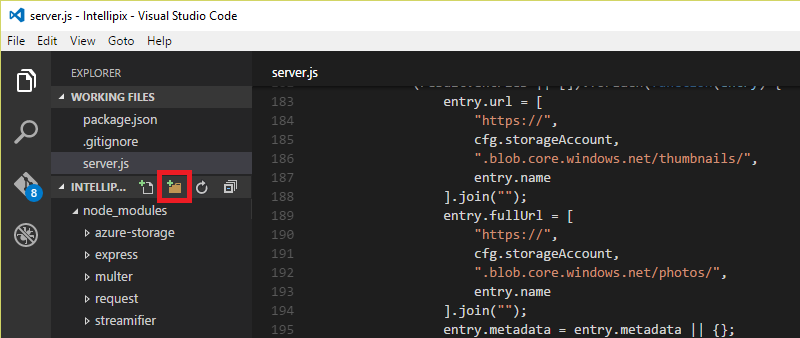 server.js - Intellipix - Visual Studio Code
File Edit View Goto Help
EXPLORER
WORKING FILES
package.json
.gitignore
server.js
INTELLIP...
node_modules
azure-storage
express
multer
request
streamifier
8
server.js
183 entry.url = [
184 "https://",
185 cfg.storageAccount,
186 ".blob.core.windows.net/thumbnails/",
187 entry.name
188 ].join("");
189 entry.fullUrl = [
190 "https://",
191 cfg.storageAccount,
192 ".blob.core.windows.net/photos/",
193 entry.name
194 ].join("");
195 entry.metadata = entry.metadata || {};